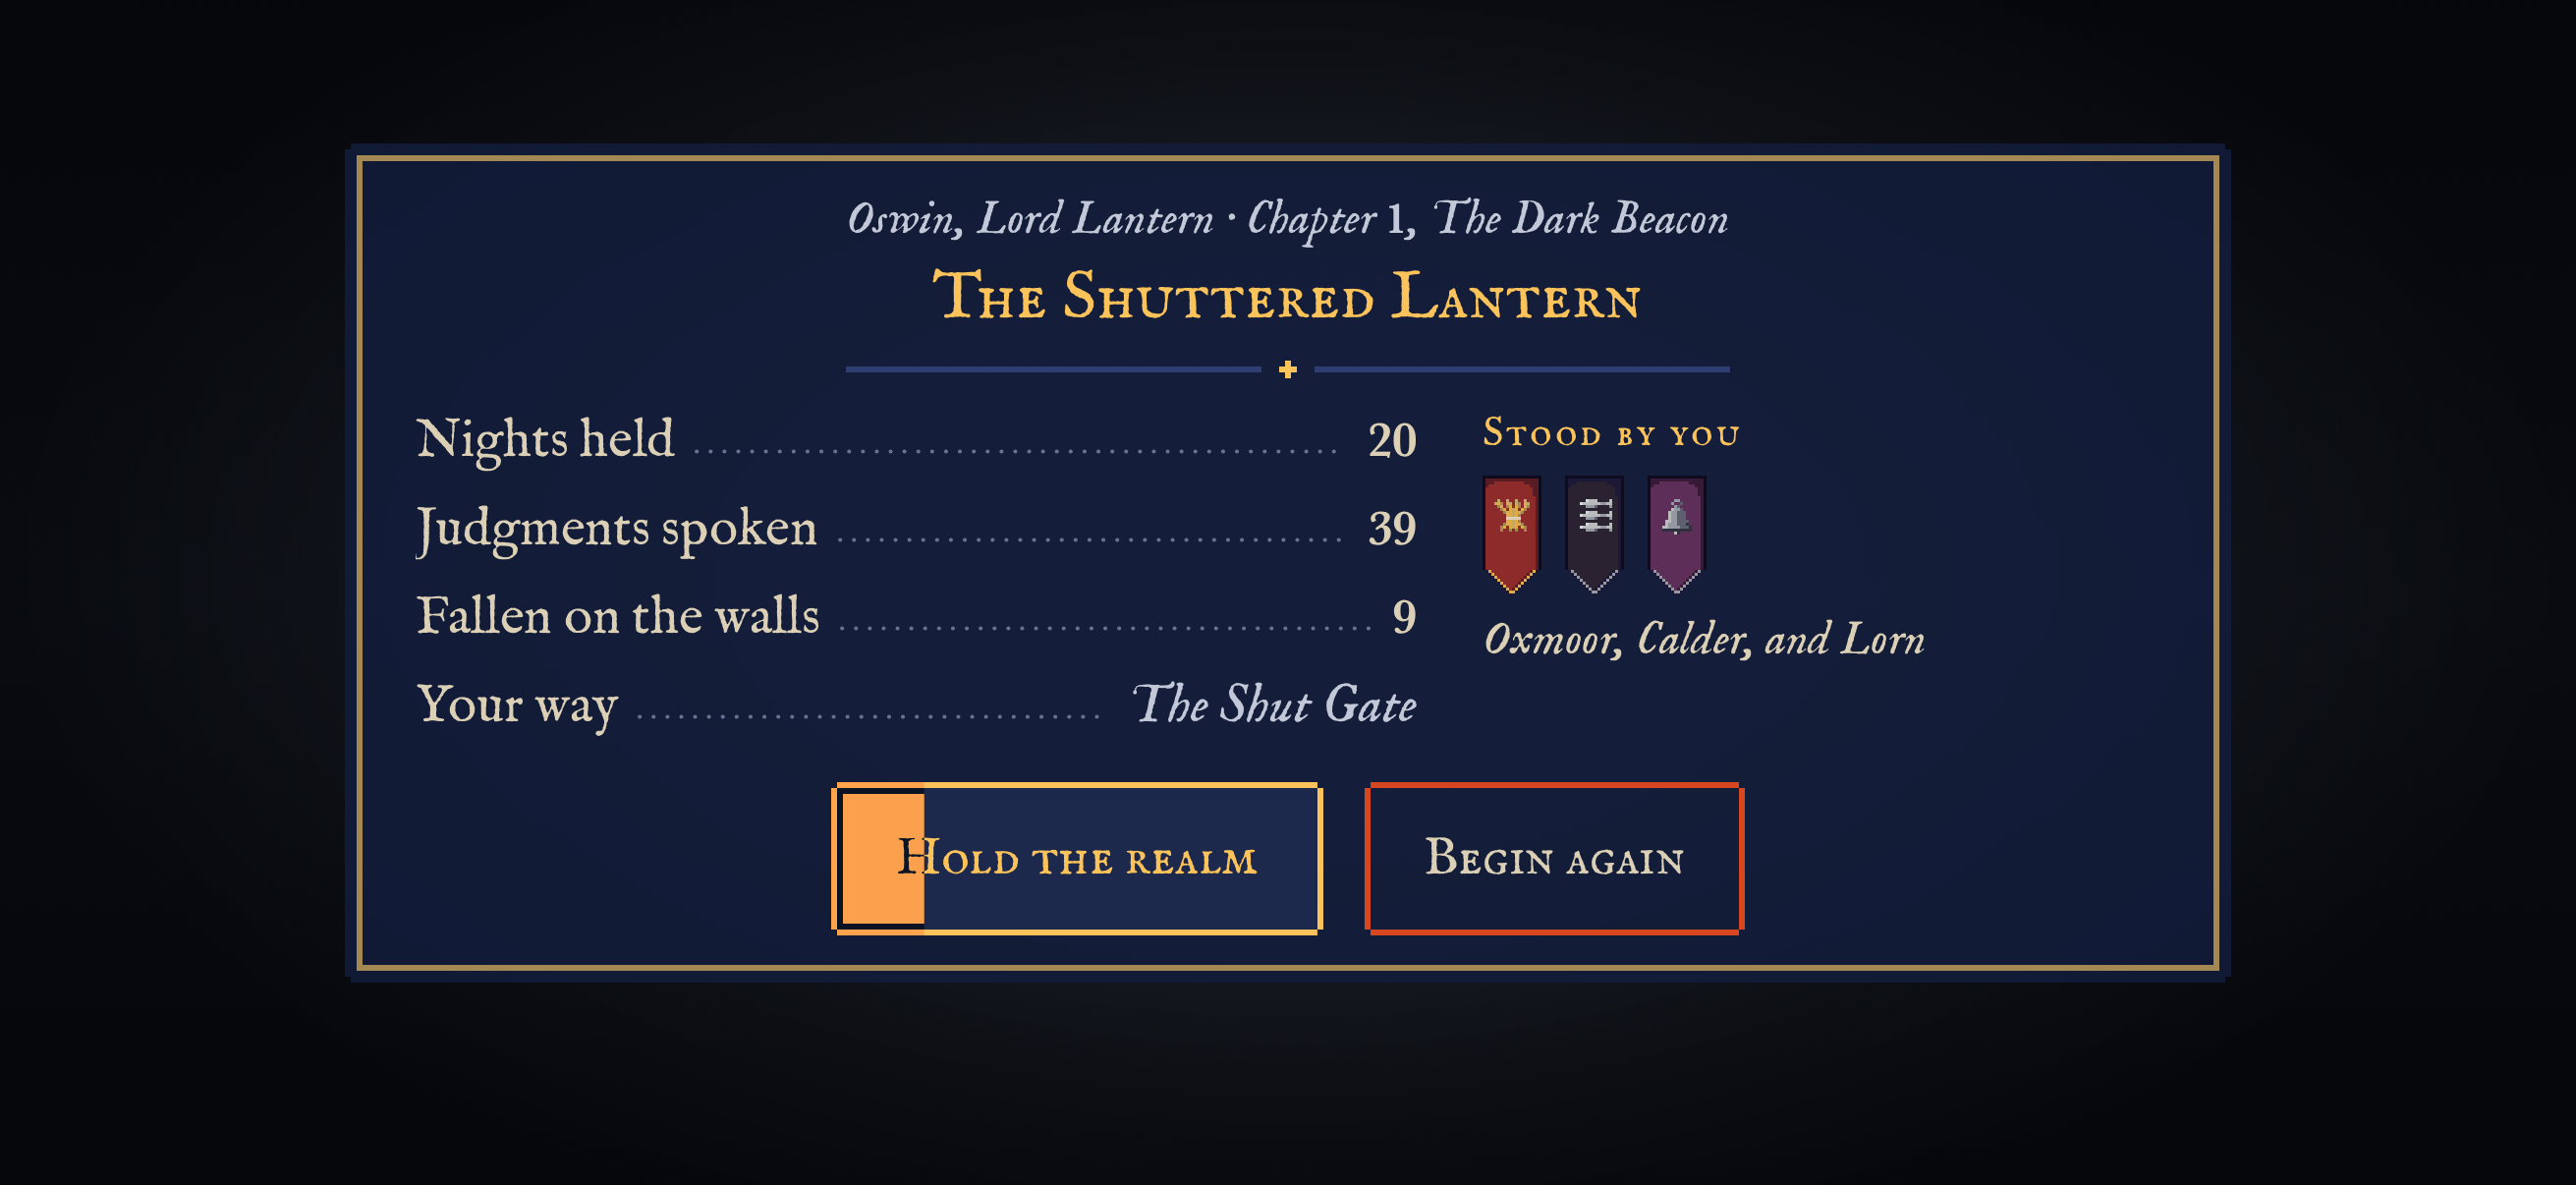 Oswin, Lord Lantern · Chapter 1, The Dark Beacon
The Shuttered Lantern
Nights held 20
Judgments spoken 39
Fallen on the walls 9
Your way The Shut Gate
Stood by you
Oxmoor, Calder, and Lorn
Hold the realm
Begin again